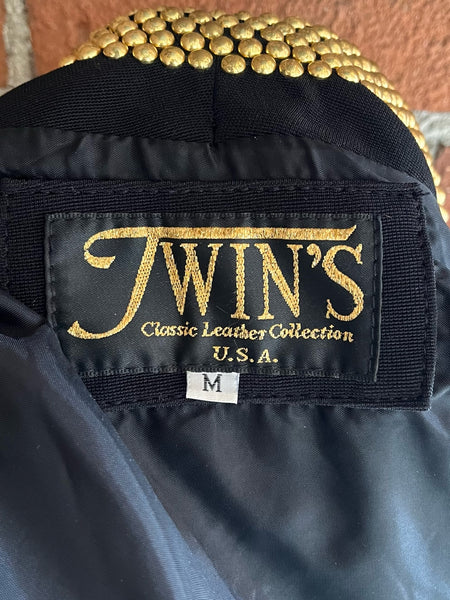 TWIN'S
Classic Leather Collection
U.S.A.
M